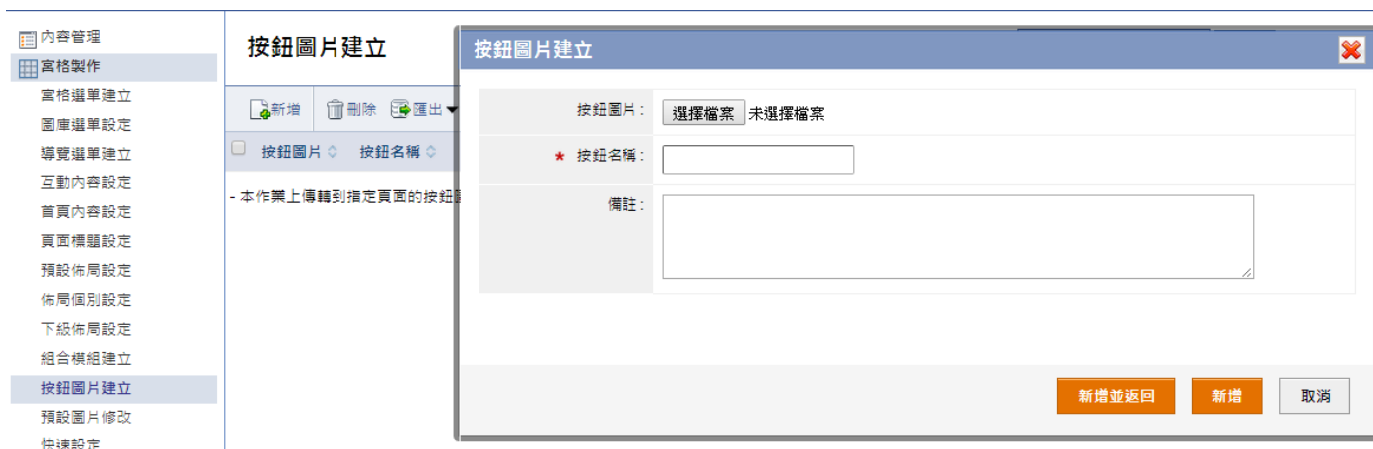 內容管理
宮格製作
宮格選單建立
圖庫選單設定
導覽選單建立
互動內容設定
首頁內容設定
頁面標題設定
預設佈局設定
佈局個別設定
下級佈局設定
組合模組建立
按鈕圖片建立
預設圖片修改
快速設定
按鈕圖片建立
新增 刪除 匯出
按鈕圖片 按鈕名稱
- 本作業上傳轉到指定頁面的按鈕
按鈕圖片建立
按鈕圖片: 選擇檔案 未選擇檔案
* 按鈕名稱:
備註:
新增並返回 新增 取消